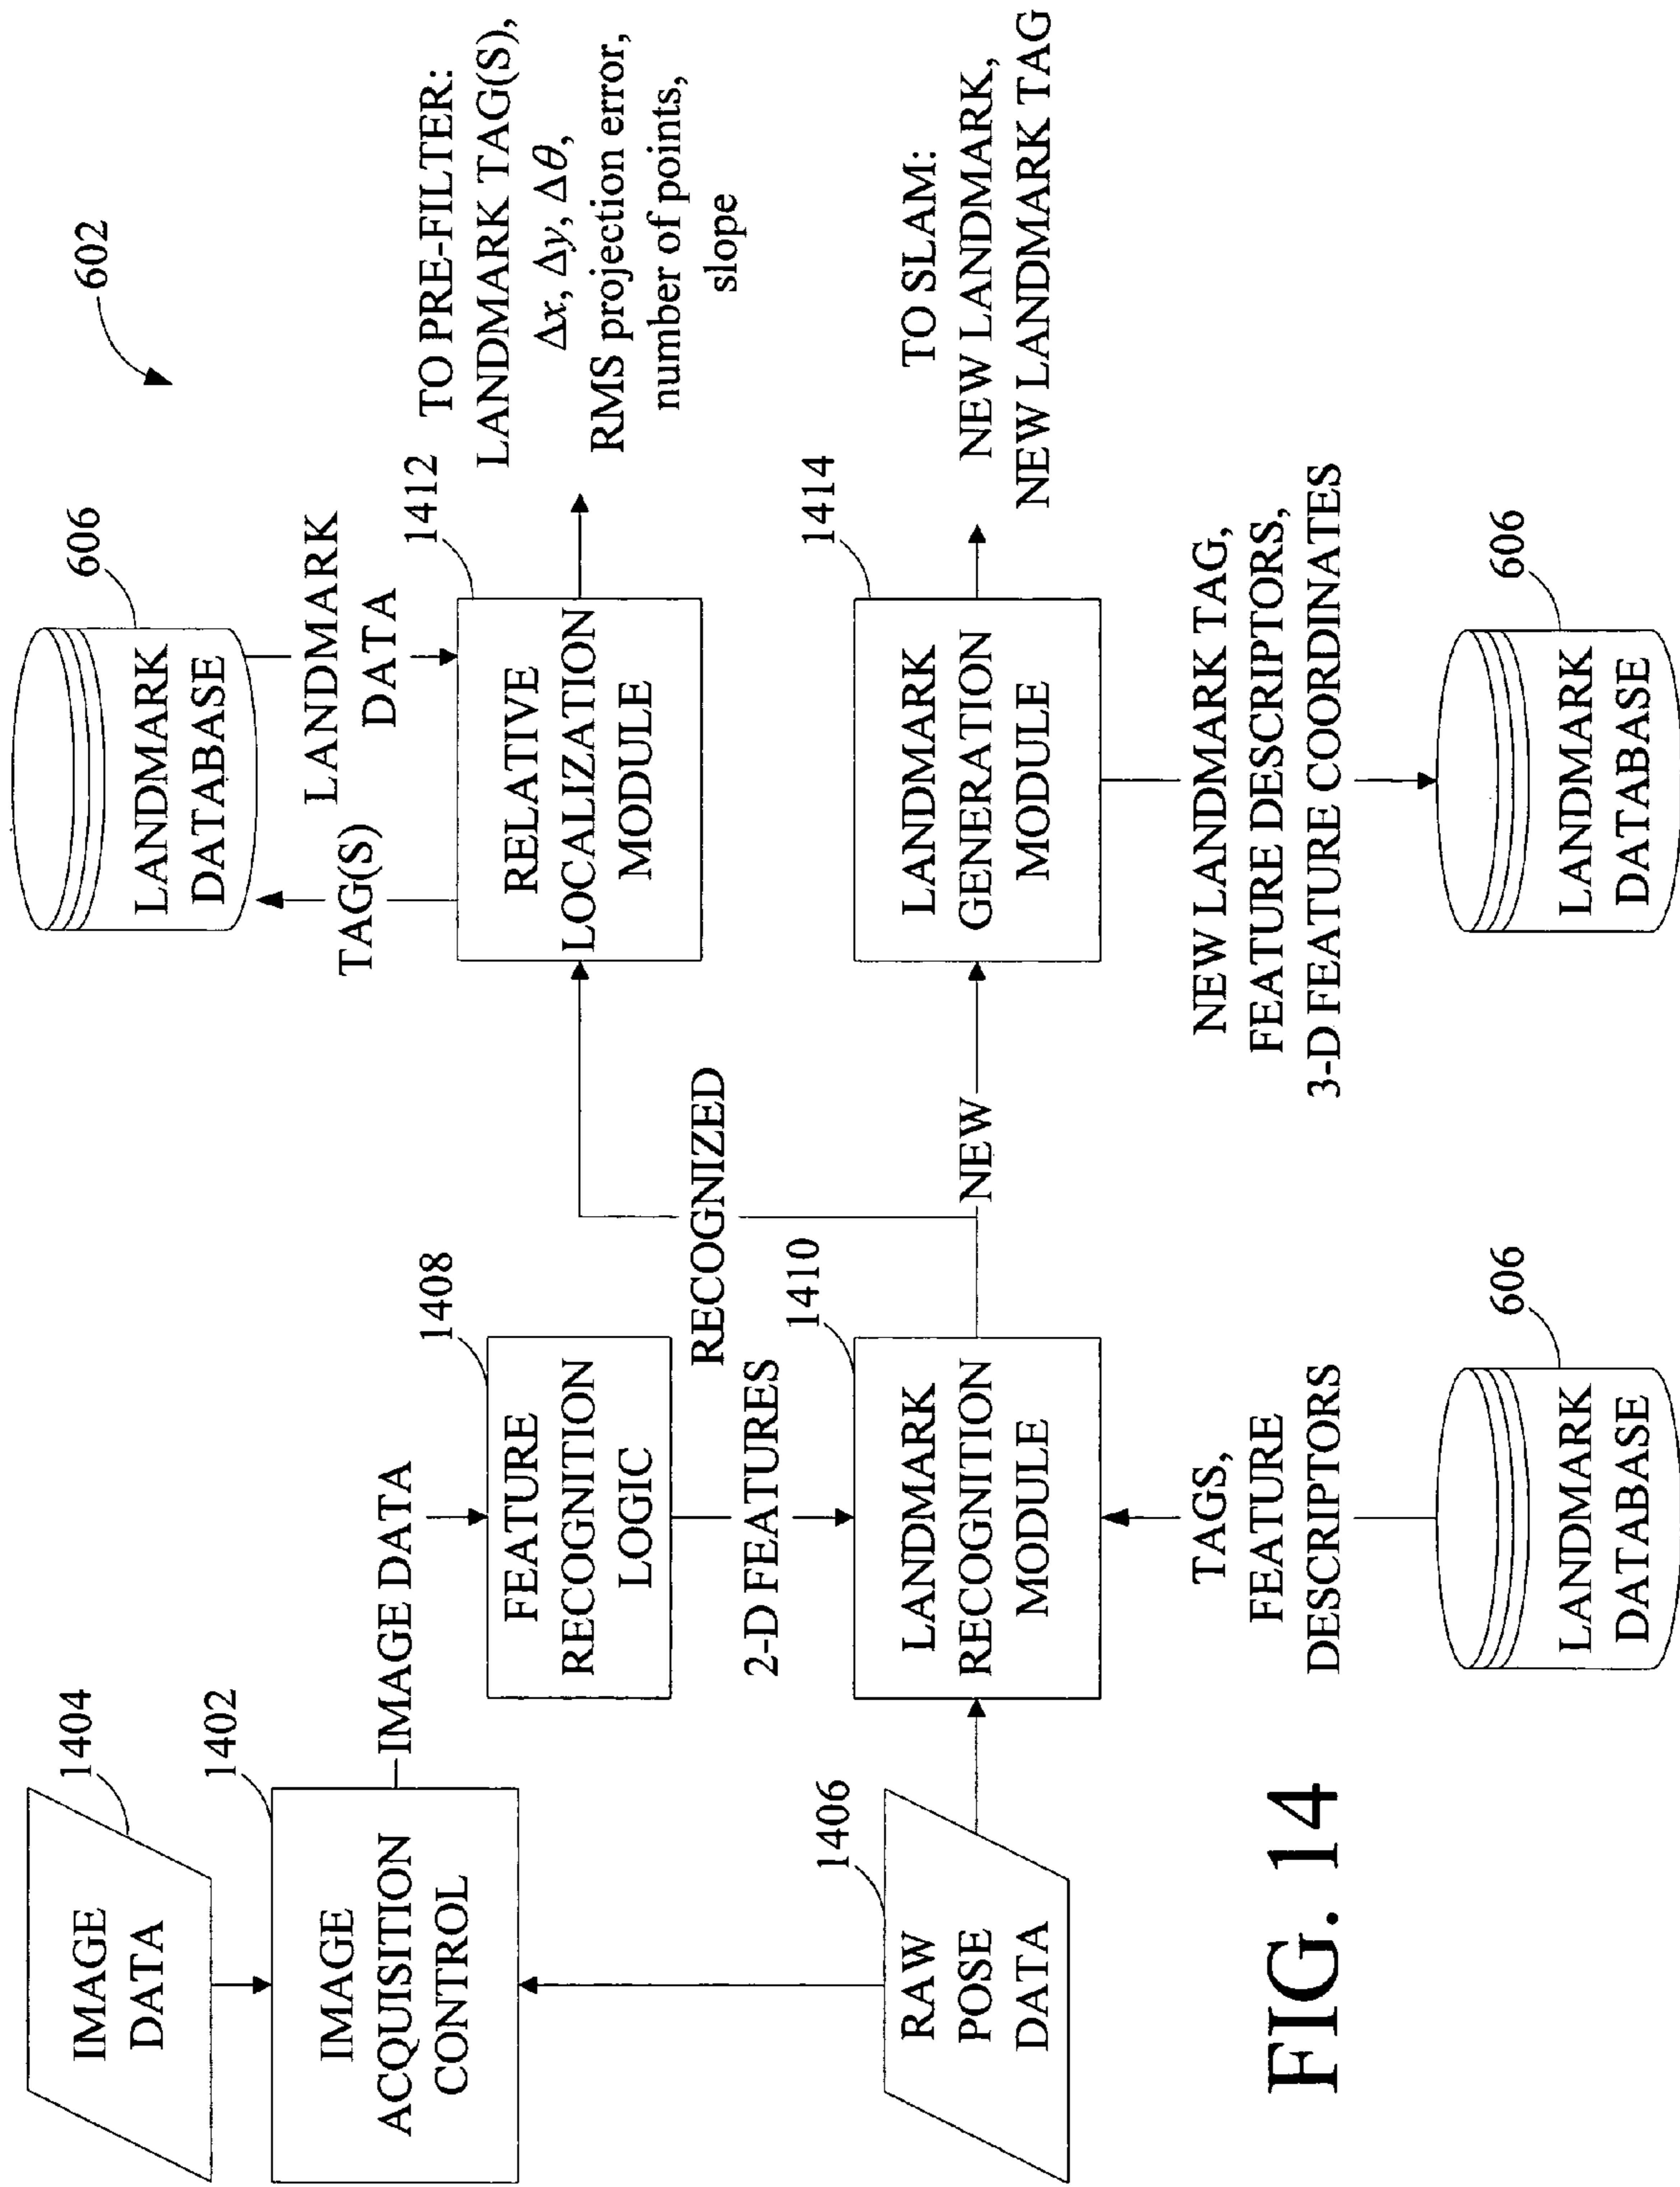 602
IMAGE
DATA
1404
IMAGE
ACQUISITION
CONTROL
1402
IMAGE DATA
RAW
POSE
DATA
1406
FEATURE
RECOGNITION
LOGIC
1408
2-D FEATURES
LANDMARK
RECOGNITION
MODULE
1410
TAGS,
FEATURE
DESCRIPTORS
LANDMARK
DATABASE
606
RECOGNIZED
NEW
LANDMARK
DATABASE
606
TAG(S)
LANDMARK
DATA
RELATIVE
LOCALIZATION
MODULE
1412
TO PRE-FILTER:
LANDMARK TAG(S),
Δx, Δy, Δθ,
RMS projection error,
number of points,
slope
LANDMARK
GENERATION
MODULE
1414
TO SLAM:
NEW LANDMARK,
NEW LANDMARK TAG
NEW LANDMARK TAG,
FEATURE DESCRIPTORS,
3-D FEATURE COORDINATES
LANDMARK
DATABASE
606
FIG. 14